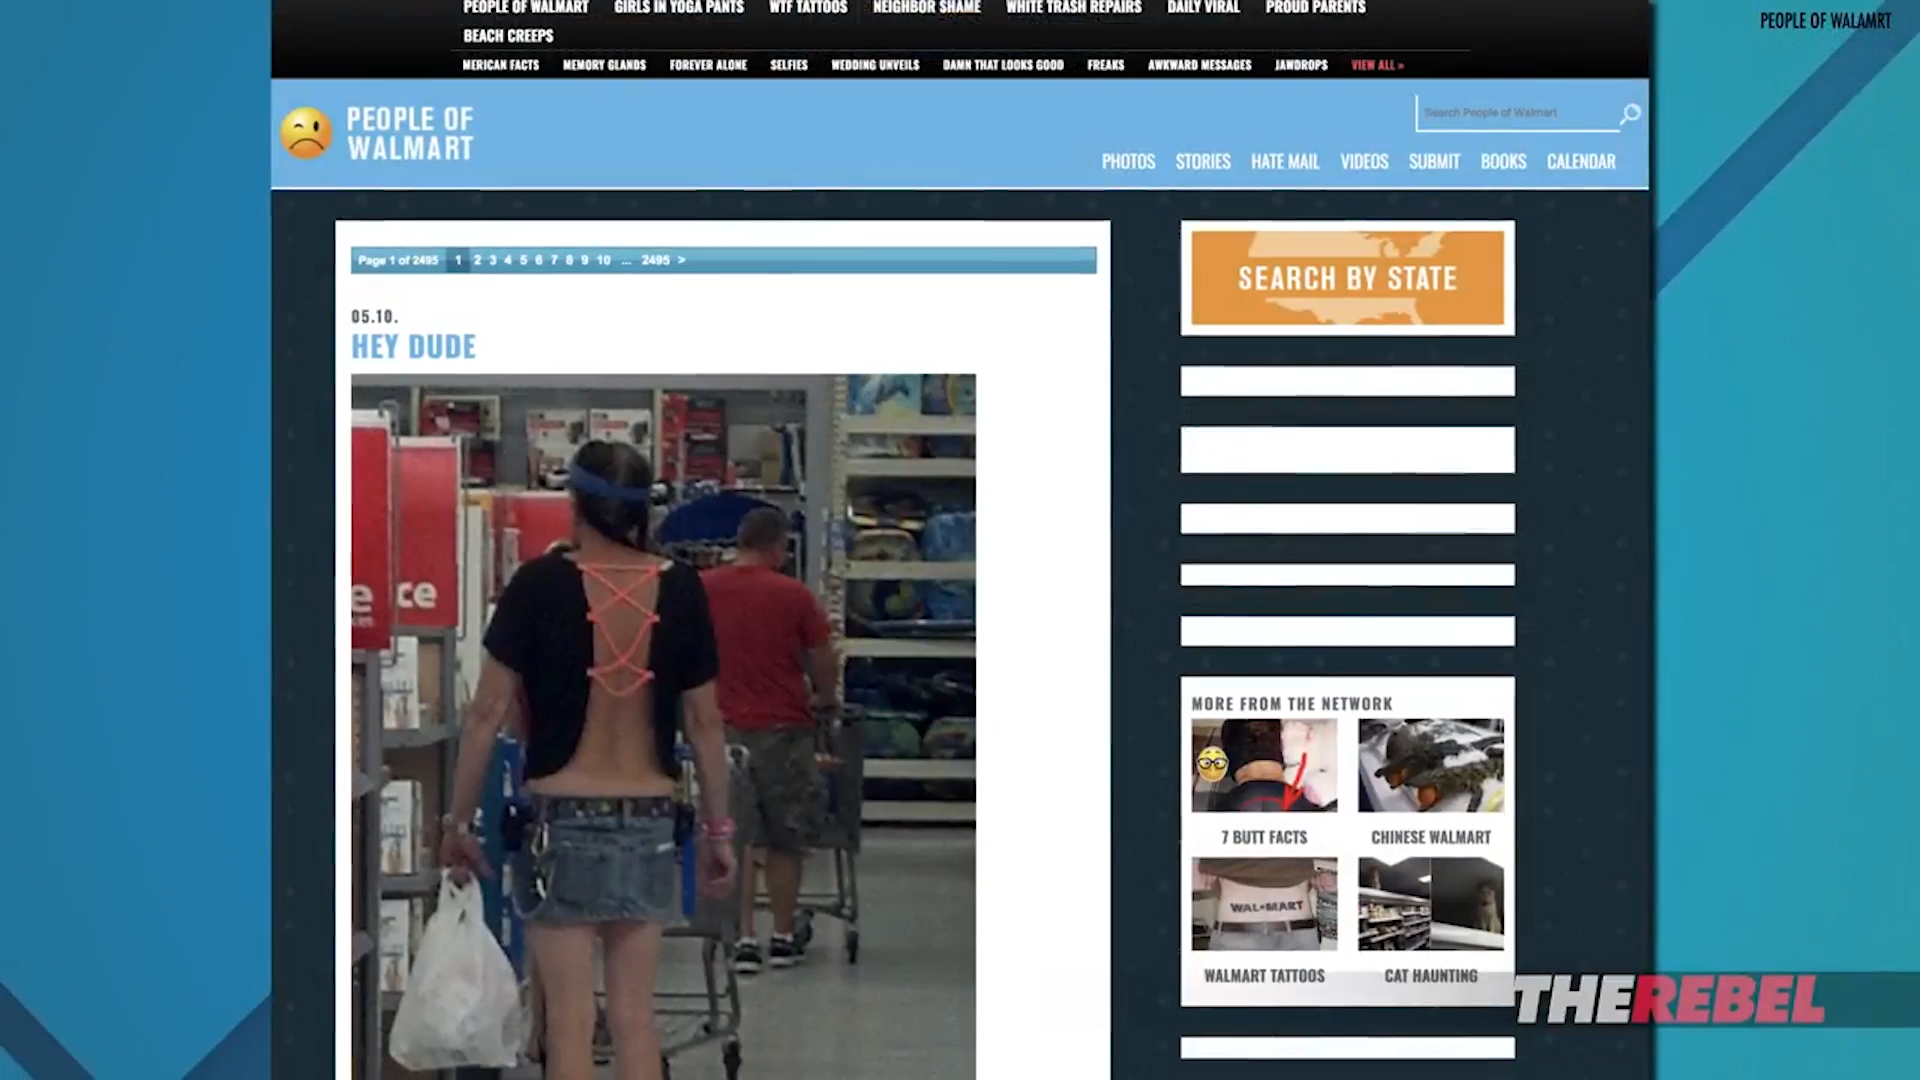 PEOPLE OF WALAMRT
PEOPLE OF WALMART GIRLS IN YOGA PANTS WTF TATTOOS NEIGHBOR SHAME WHITE TRASH REPAIRS DAILY VIRAL PROUD PARENTS
BEACH CREEPS
MERICAN FACTS MEMORY GLANDS FOREVER ALONE SELFIES WEDDING UNVEILS DAMN THAT LOOKS GOOD FREAKS AWKWARD MESSAGES JAWDROPS VIEW ALL »
PEOPLE OF
WALMART
Search People of Walmart
PHOTOS STORIES HATE MAIL VIDEOS SUBMIT BOOKS CALENDAR
Page 1 of 2495 1 2 3 4 5 6 7 8 9 10 ... 2495 >
SEARCH BY STATE
05.10.
HEY DUDE
e
ce
MORE FROM THE NETWORK
7 BUTT FACTS CHINESE WALMART
WAL★MART
WALMART TATTOOS CAT HAUNTING
THEREBEL